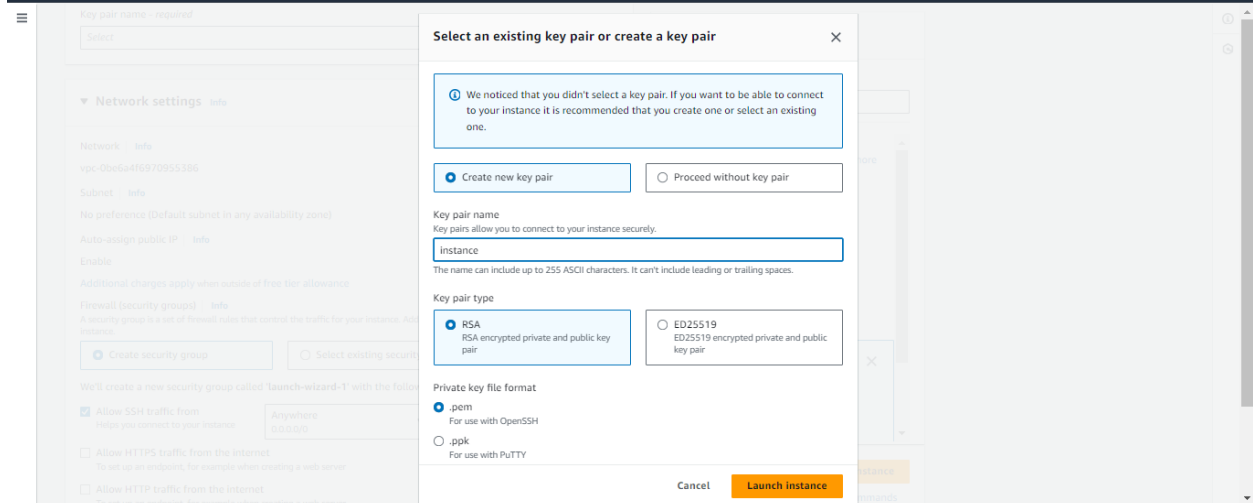 Key pair name - required
Select
Network settings Info
Network Info
vpc-0be6a4f6970955386
Subnet Info
No preference (Default subnet in any availability zone)
Auto-assign public IP Info
Enable
Additional charges apply when outside of free tier allowance
Firewall (security groups) Info
A security group is a set of firewall rules that control the traffic for your instance. Add
instance.
Create security group
Select existing security
We'll create a new security group called 'launch-wizard-1' with the follow
Allow SSH traffic from
Helps you connect to your instance
Anywhere
0.0.0.0/0
Allow HTTPS traffic from the internet
To set up an endpoint, for example when creating a web server
Allow HTTP traffic from the internet
Select an existing key pair or create a key pair
We noticed that you didn't select a key pair. If you want to be able to connect
to your instance it is recommended that you create one or select an existing
one.
Create new key pair
Proceed without key pair
Key pair name
Key pairs allow you to connect to your instance securely.
instance
The name can include up to 255 ASCII characters. It can't include leading or trailing spaces.
Key pair type
RSA
RSA encrypted private and public key
pair
ED25519
ED25519 encrypted private and public
key pair
Private key file format
.pem
For use with OpenSSH
.ppk
For use with PuTTY
Cancel
Launch instance